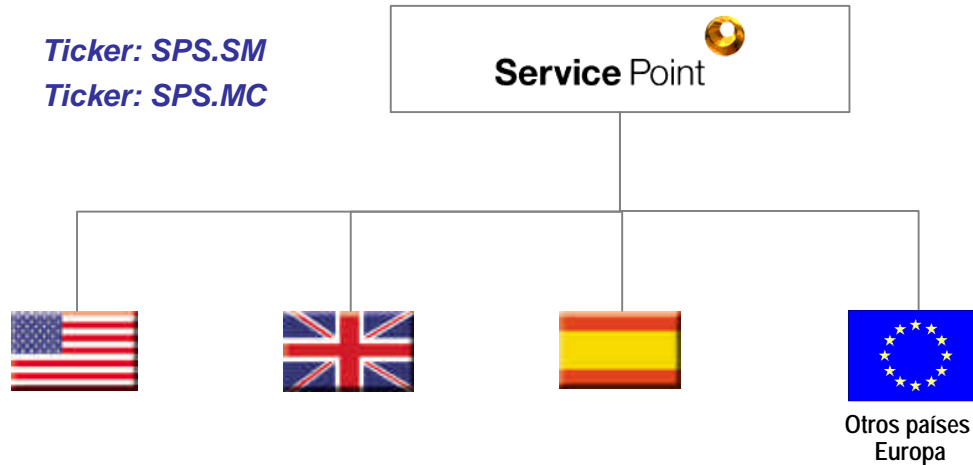 Ticker: SPS.SM
Ticker: SPS.MC
Service Point
Otros países
Europa